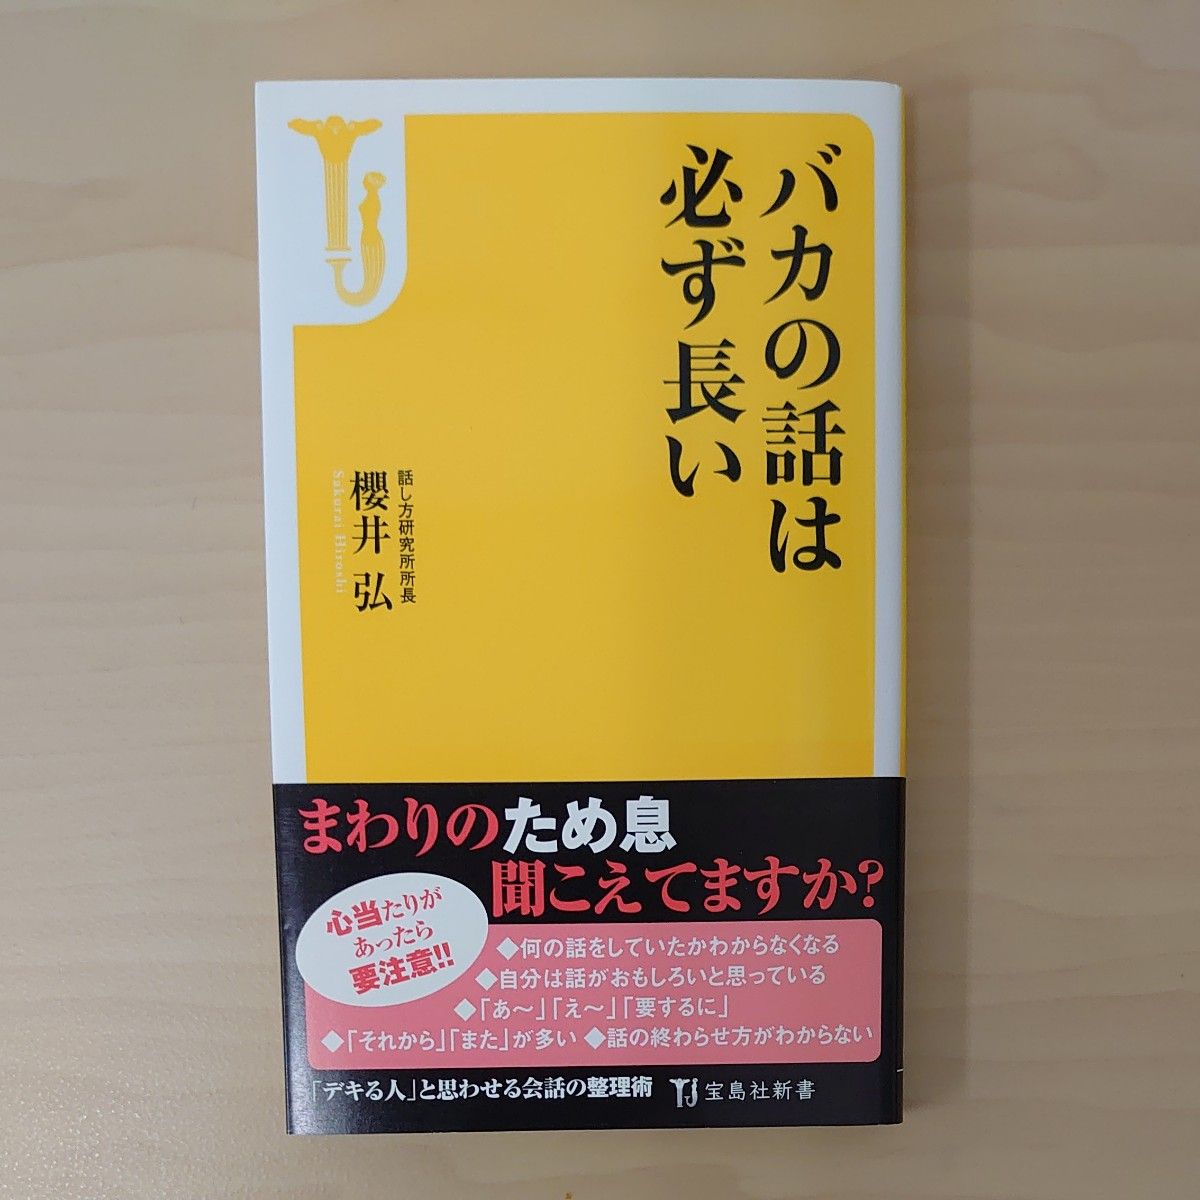 バカの話は
必ず長い
話し方研究所所長
櫻井 弘
Sakurai Hiroshi
まわりのため息
聞こえてますか?
心当たりが
あったら
要注意!!
◆何の話をしていたかわからなくなる
◆自分は話がおもしろいと思っている
◆「あ〜」「え〜」「要するに」
◆「それから」「また」が多い ◆話の終わらせ方がわからない
「デキる人」と思わせる会話の整理術
TJ 宝島社新書